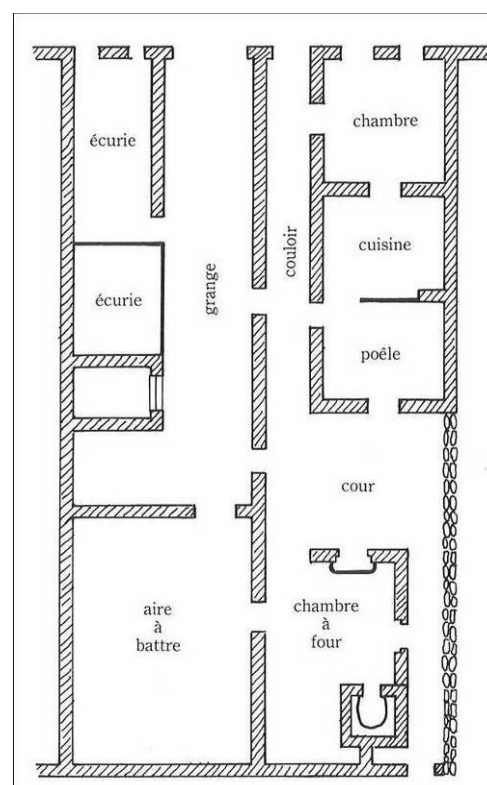 écurie
chambre
couloir
cuisine
grange
écurie
poêle
cour
aire
à
battre
chambre
à
four